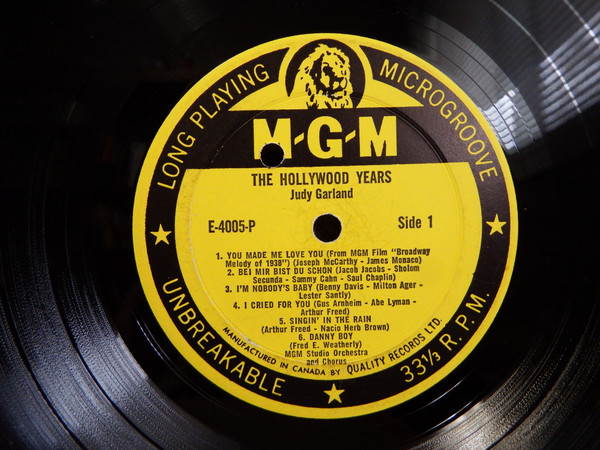 LONG PLAYING
MICROGROOVE
M-G-M
THE HOLLYWOOD YEARS
Judy Garland
E-4005-P
Side 1
1. YOU MADE ME LOVE YOU (From MGM Film "Broadway
Melody of 1938") (Joseph McCarthy - James Monaco)
2. BEI MIR BIST DU SCHON (Jacob Jacobs - Sholom
Secunda - Sammy Cahn - Saul Chaplin)
3. I'M NOBODY'S BABY (Benny Davis - Milton Ager -
Lester Santly)
4. I CRIED FOR YOU (Gus Arnheim - Abe Lyman -
Arthur Freed)
5. SINGIN' IN THE RAIN
(Arthur Freed - Nacio Herb Brown)
6. DANNY BOY
(Fred E. Weatherly)
MGM Studio Orchestra
and Chorus
MANUFACTURED IN CANADA BY QUALITY RECORDS LTD.
UNBREAKABLE
33⅓ R.P.M.